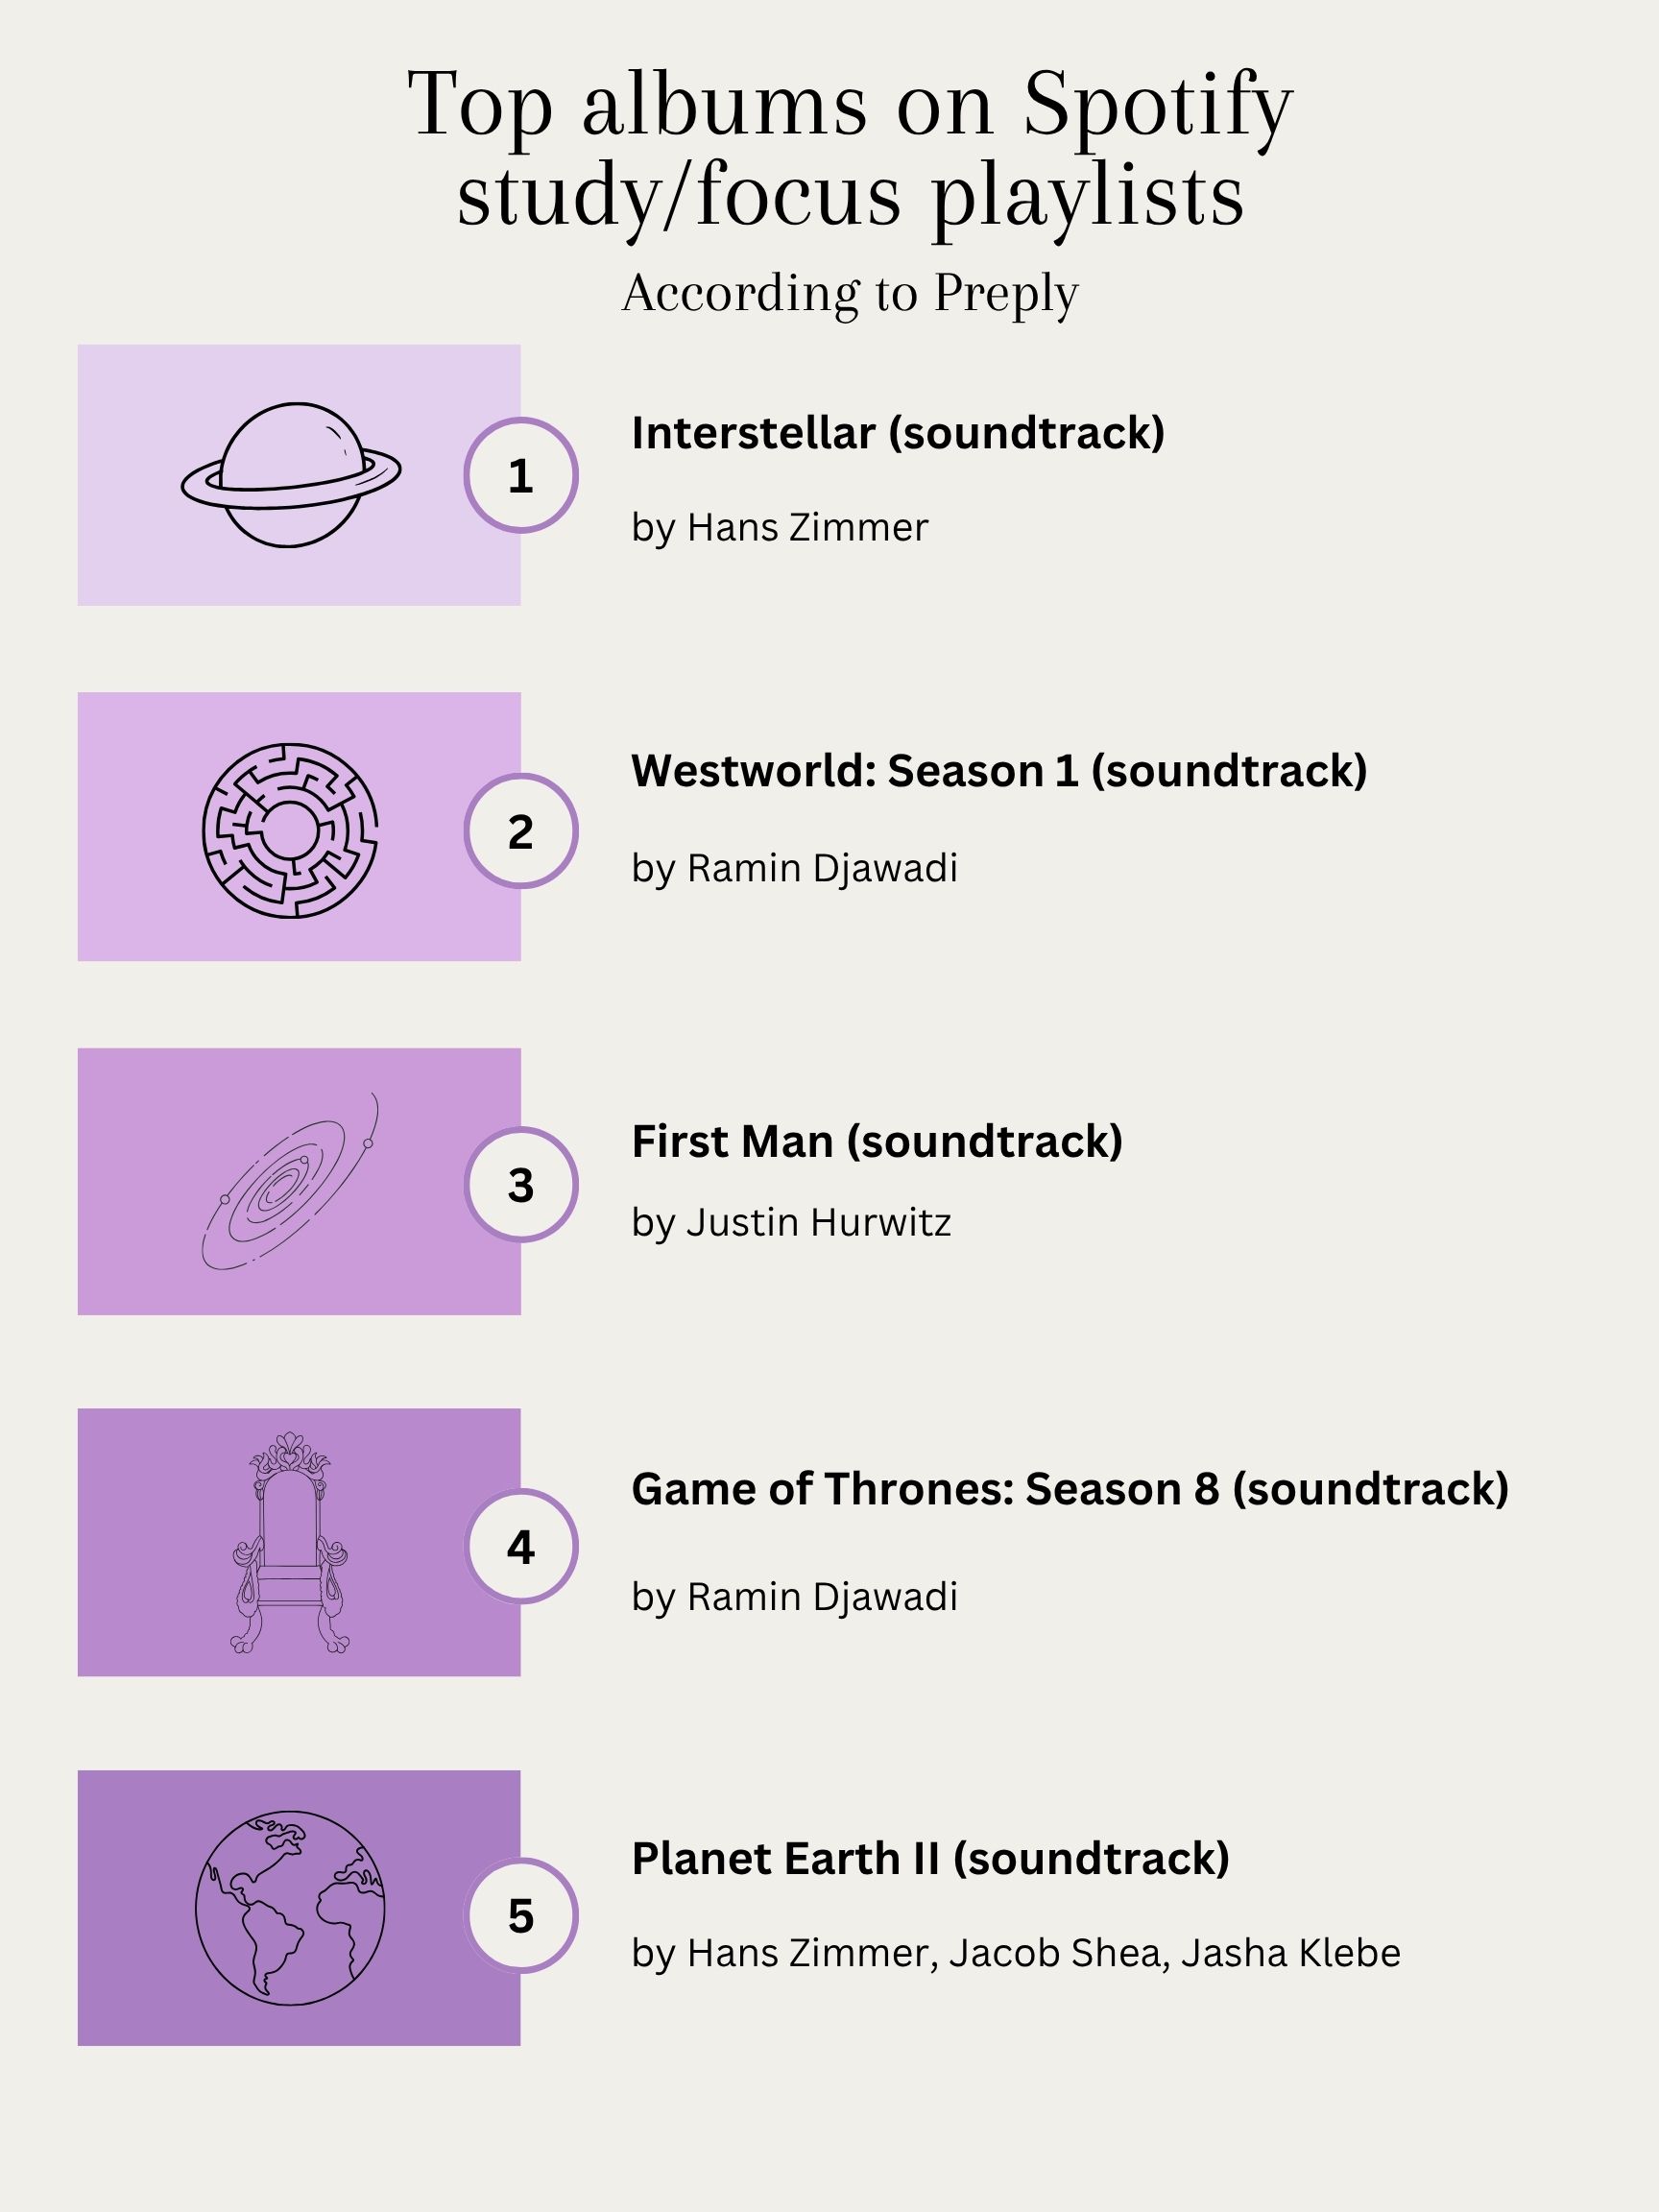 Top albums on Spotify
study/focus playlists
According to Preply
1
Interstellar (soundtrack)
by Hans Zimmer
2
Westworld: Season 1 (soundtrack)
by Ramin Djawadi
3
First Man (soundtrack)
by Justin Hurwitz
4
Game of Thrones: Season 8 (soundtrack)
by Ramin Djawadi
5
Planet Earth II (soundtrack)
by Hans Zimmer, Jacob Shea, Jasha Klebe